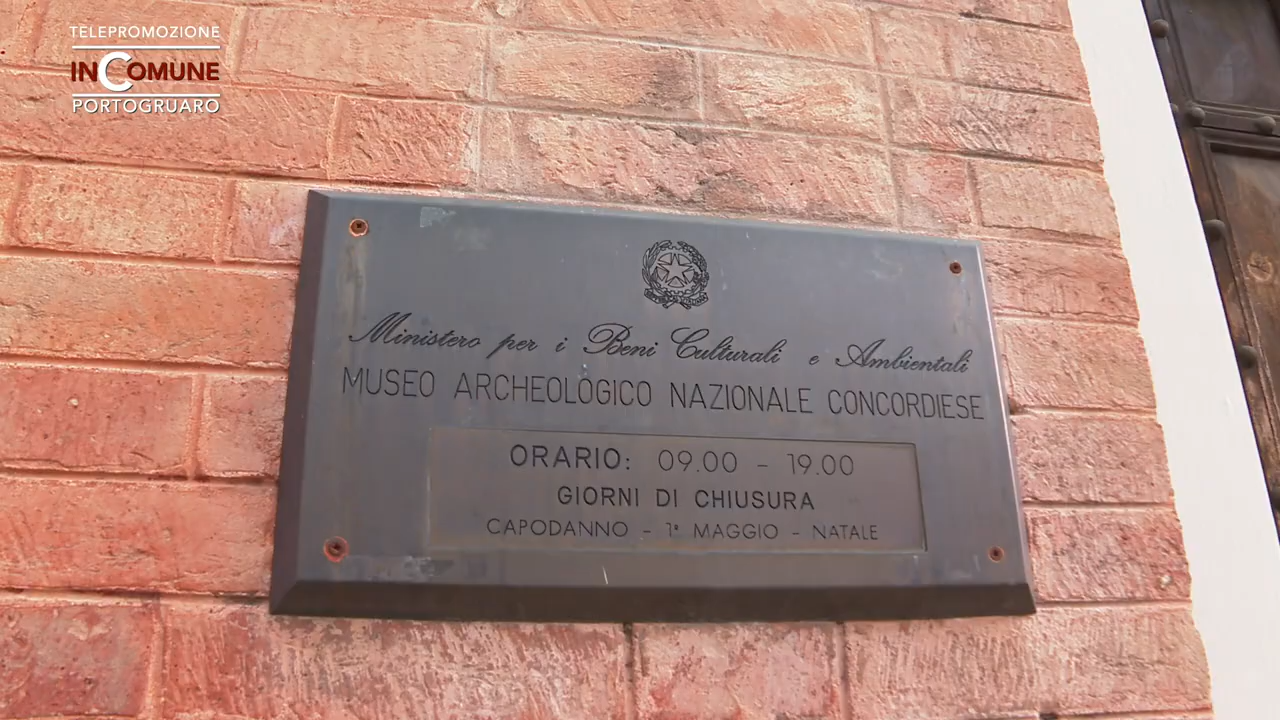 TELEPROMOZIONE
INCOMUNE
PORTOGRUARO
Ministero per i Beni Culturali e Ambientali
MUSEO ARCHEOLOGICO NAZIONALE CONCORDIESE
ORARIO: 09.00 - 19.00
GIORNI DI CHIUSURA
CAPODANNO - 1° MAGGIO - NATALE